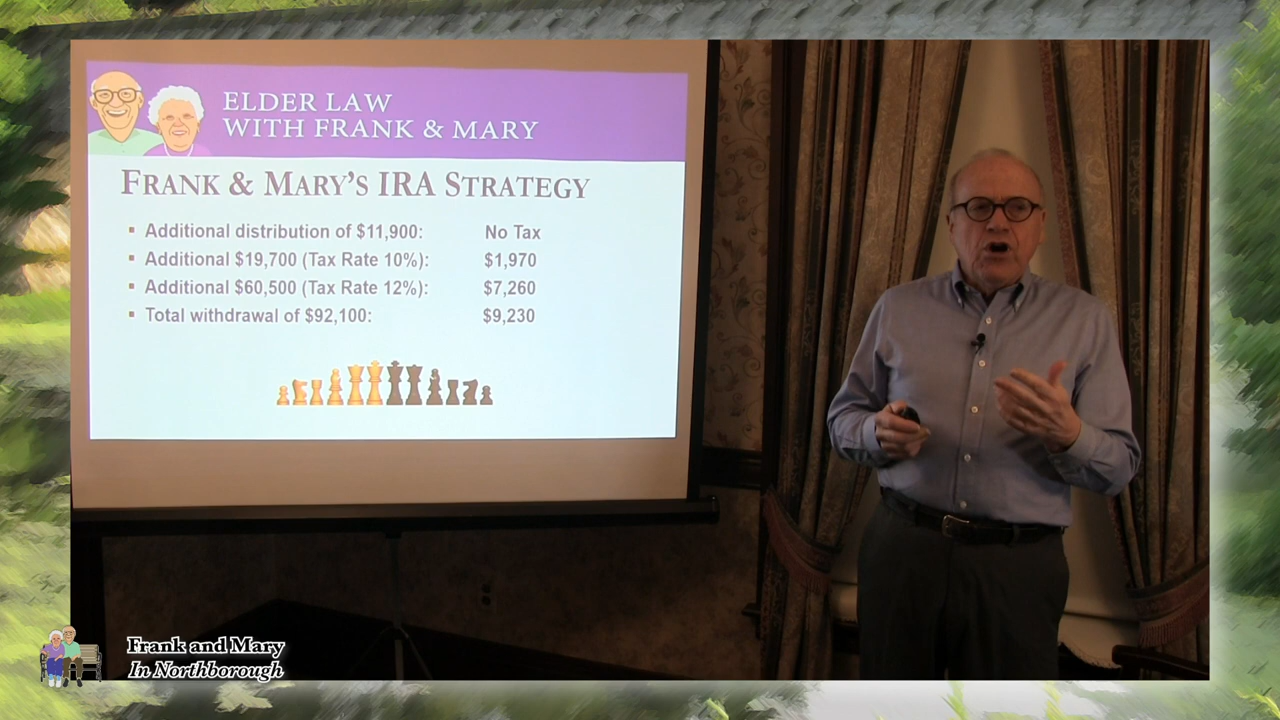 ELDER LAW
WITH FRANK & MARY
FRANK & MARY'S IRA STRATEGY
▪ Additional distribution of $11,900: No Tax
▪ Additional $19,700 (Tax Rate 10%): $1,970
▪ Additional $60,500 (Tax Rate 12%): $7,260
▪ Total withdrawal of $92,100: $9,230
Frank and Mary
In Northborough